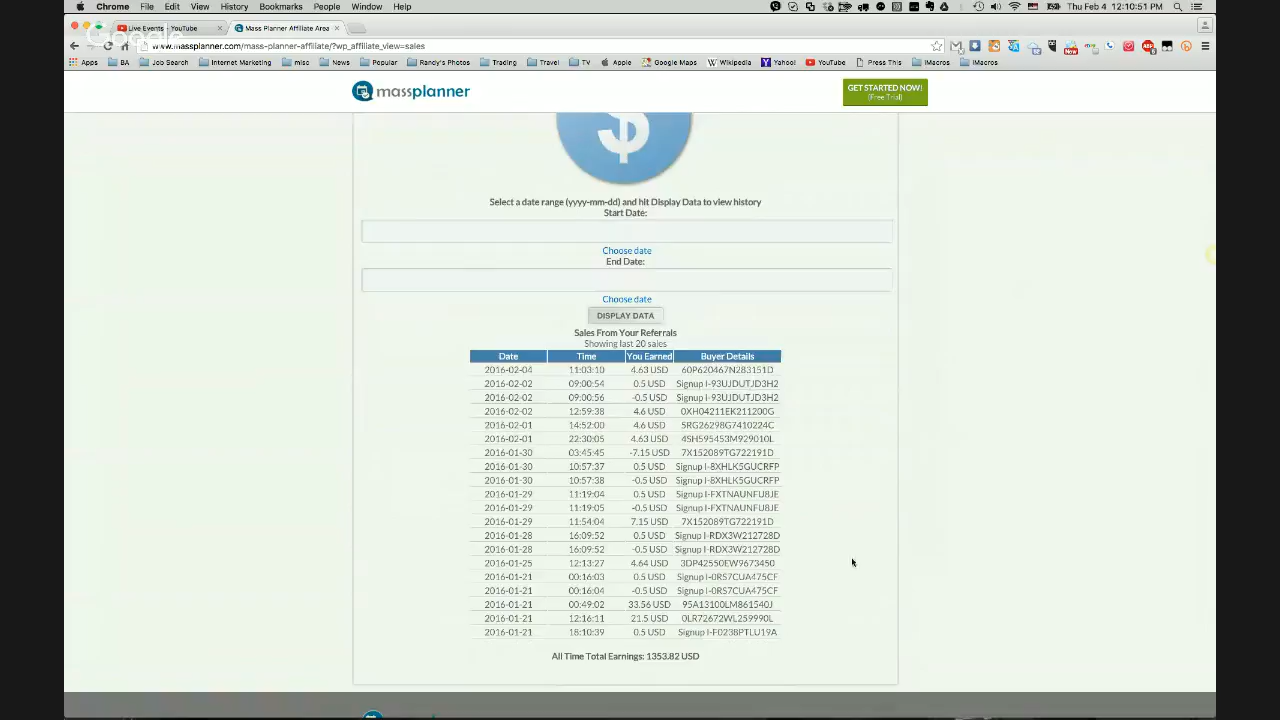 Chrome File Edit View History Bookmarks People Window Help Thu Feb 4 12:10:51 PM
Live Events - YouTube Mass Planner Affiliate Area
Google
www.massplanner.com/mass-planner-affiliate/?wp_affiliate_view=sales
Apps BA Job Search Internet Marketing misc News Popular Randy's Photos Trading Travel TV Apple Google Maps Wikipedia Yahoo! YouTube Press This iMacros iMacros
massplanner
GET STARTED NOW!
(Free Trial)
$
Select a date range (yyyy-mm-dd) and hit Display Data to view history
Start Date:
Choose date
End Date:
Choose date
DISPLAY DATA
Sales From Your Referrals
Showing last 20 sales
Date Time You Earned Buyer Details
2016-02-04 11:03:10 4.63 USD 60P620467N283151D
2016-02-02 09:00:54 0.5 USD Signup I-93UJDUTJD3H2
2016-02-02 09:00:56 -0.5 USD Signup I-93UJDUTJD3H2
2016-02-02 12:59:38 4.6 USD 0XH04211EK211200G
2016-02-01 14:52:00 4.6 USD 5RG26298G7410224C
2016-02-01 22:30:05 4.63 USD 4SH595453M929010L
2016-01-30 03:45:45 -7.15 USD 7X152089TG722191D
2016-01-30 10:57:37 0.5 USD Signup I-8XHLK5GUCRFP
2016-01-30 10:57:38 -0.5 USD Signup I-8XHLK5GUCRFP
2016-01-29 11:19:04 0.5 USD Signup I-FXTNAUNFU8JE
2016-01-29 11:19:05 -0.5 USD Signup I-FXTNAUNFU8JE
2016-01-29 11:54:04 7.15 USD 7X152089TG722191D
2016-01-28 16:09:52 0.5 USD Signup I-RDX3W212728D
2016-01-28 16:09:52 -0.5 USD Signup I-RDX3W212728D
2016-01-25 12:13:27 4.64 USD 3DP42550EW9673450
2016-01-21 00:16:03 0.5 USD Signup I-0RS7CUA475CF
2016-01-21 00:16:04 -0.5 USD Signup I-0RS7CUA475CF
2016-01-21 00:49:02 33.56 USD 95A13100LM861540J
2016-01-21 12:16:11 21.5 USD 0LR72672WL259990L
2016-01-21 18:10:39 0.5 USD Signup I-F0238PTLU19A
All Time Total Earnings: 1353.82 USD